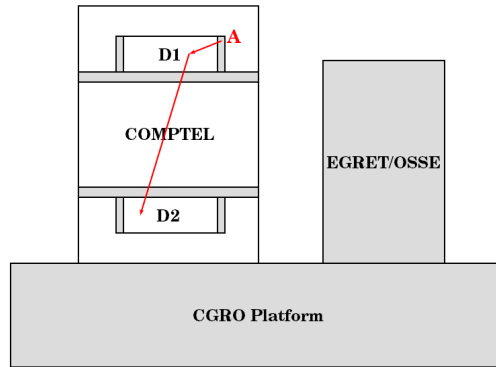 A
D1
COMPTEL
EGRET/OSSE
D2
CGRO Platform